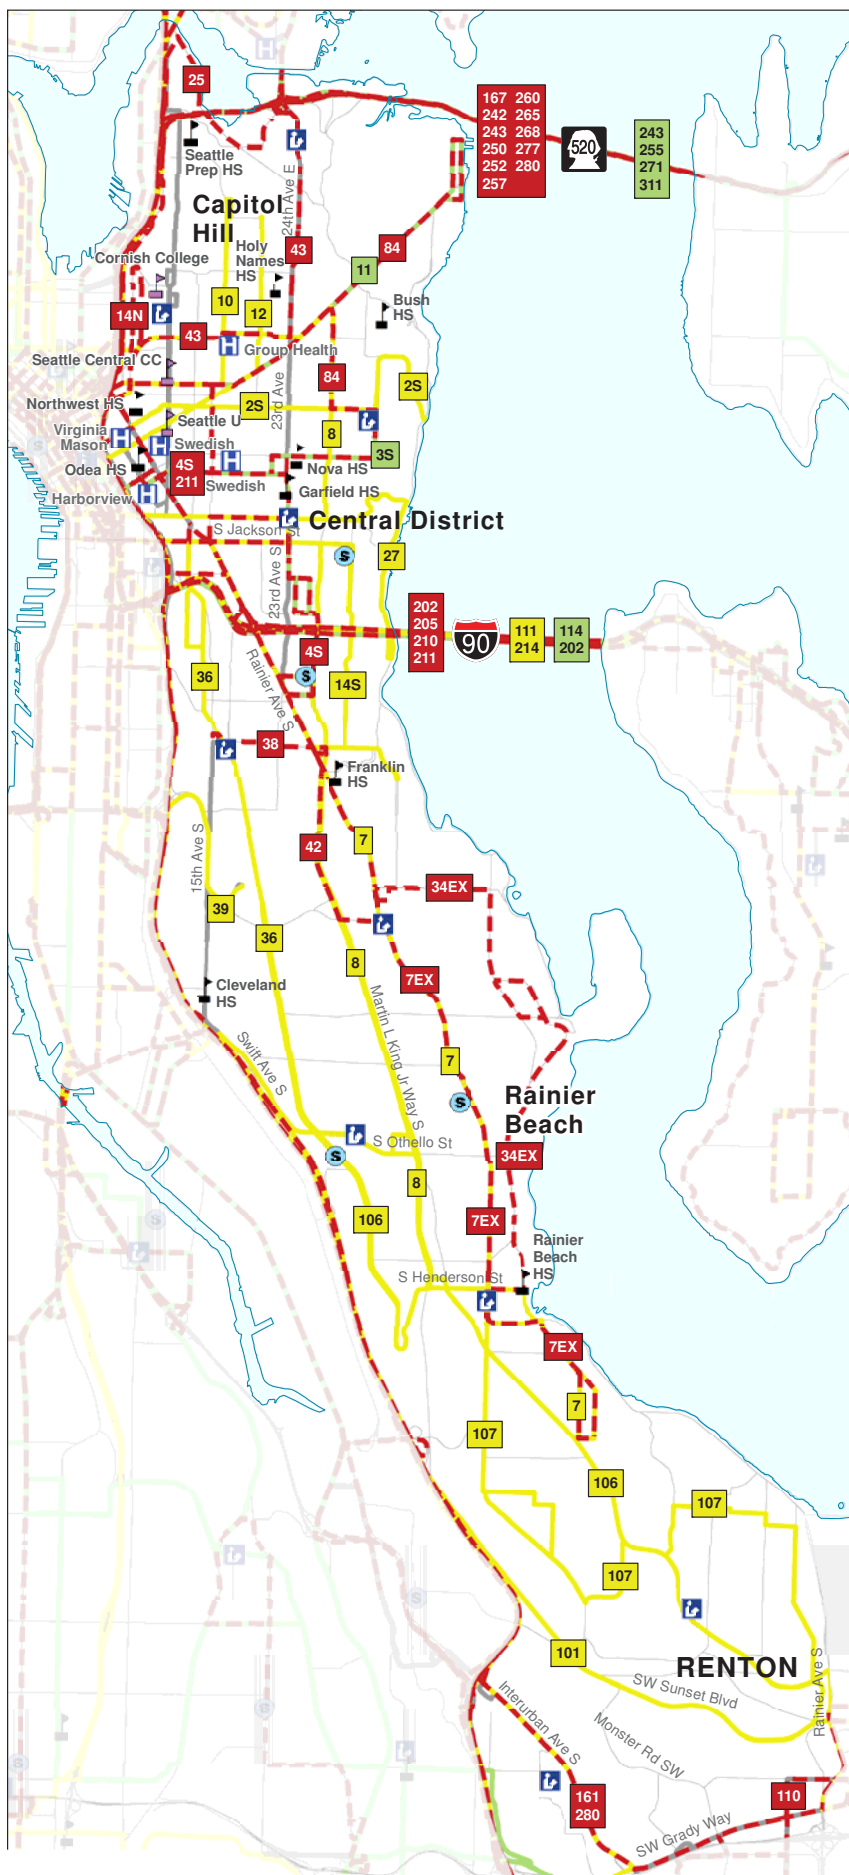 25
167 260
242 265
243 268
250 277
252 280
257
520
243
255
271
311
Seattle
Prep HS
24th Ave E
Capitol
Hill
Holy
Names
HS
43
84
11
Cornish College
10
12
Bush
HS
14N
43
Group Health
Seattle Central CC
84
2S
23rd Ave
Northwest HS
2S
Seattle U
8
Virginia
Mason
Swedish
3S
Odea HS
4S
211
Nova HS
Swedish
Garfield HS
Harborview
S Jackson St
Central District
27
S
23rd Ave S
202
205
210
211
90
111
214
114
202
4S
Rainier Ave S
36
S
14S
38
Franklin
HS
15th Ave S
42
7
34EX
39
36
8
7EX
Cleveland
HS
Martin L King Jr Way S
Swift Ave S
7
S
Rainier
Beach
S Othello St
S
34EX
8
106
7EX
Rainier
Beach
HS
S Henderson St
7EX
7
107
106
107
107
101
RENTON
SW Sunset Blvd
Rainier Ave S
Interurban Ave S
Monster Rd SW
161
280
110
SW Grady Way